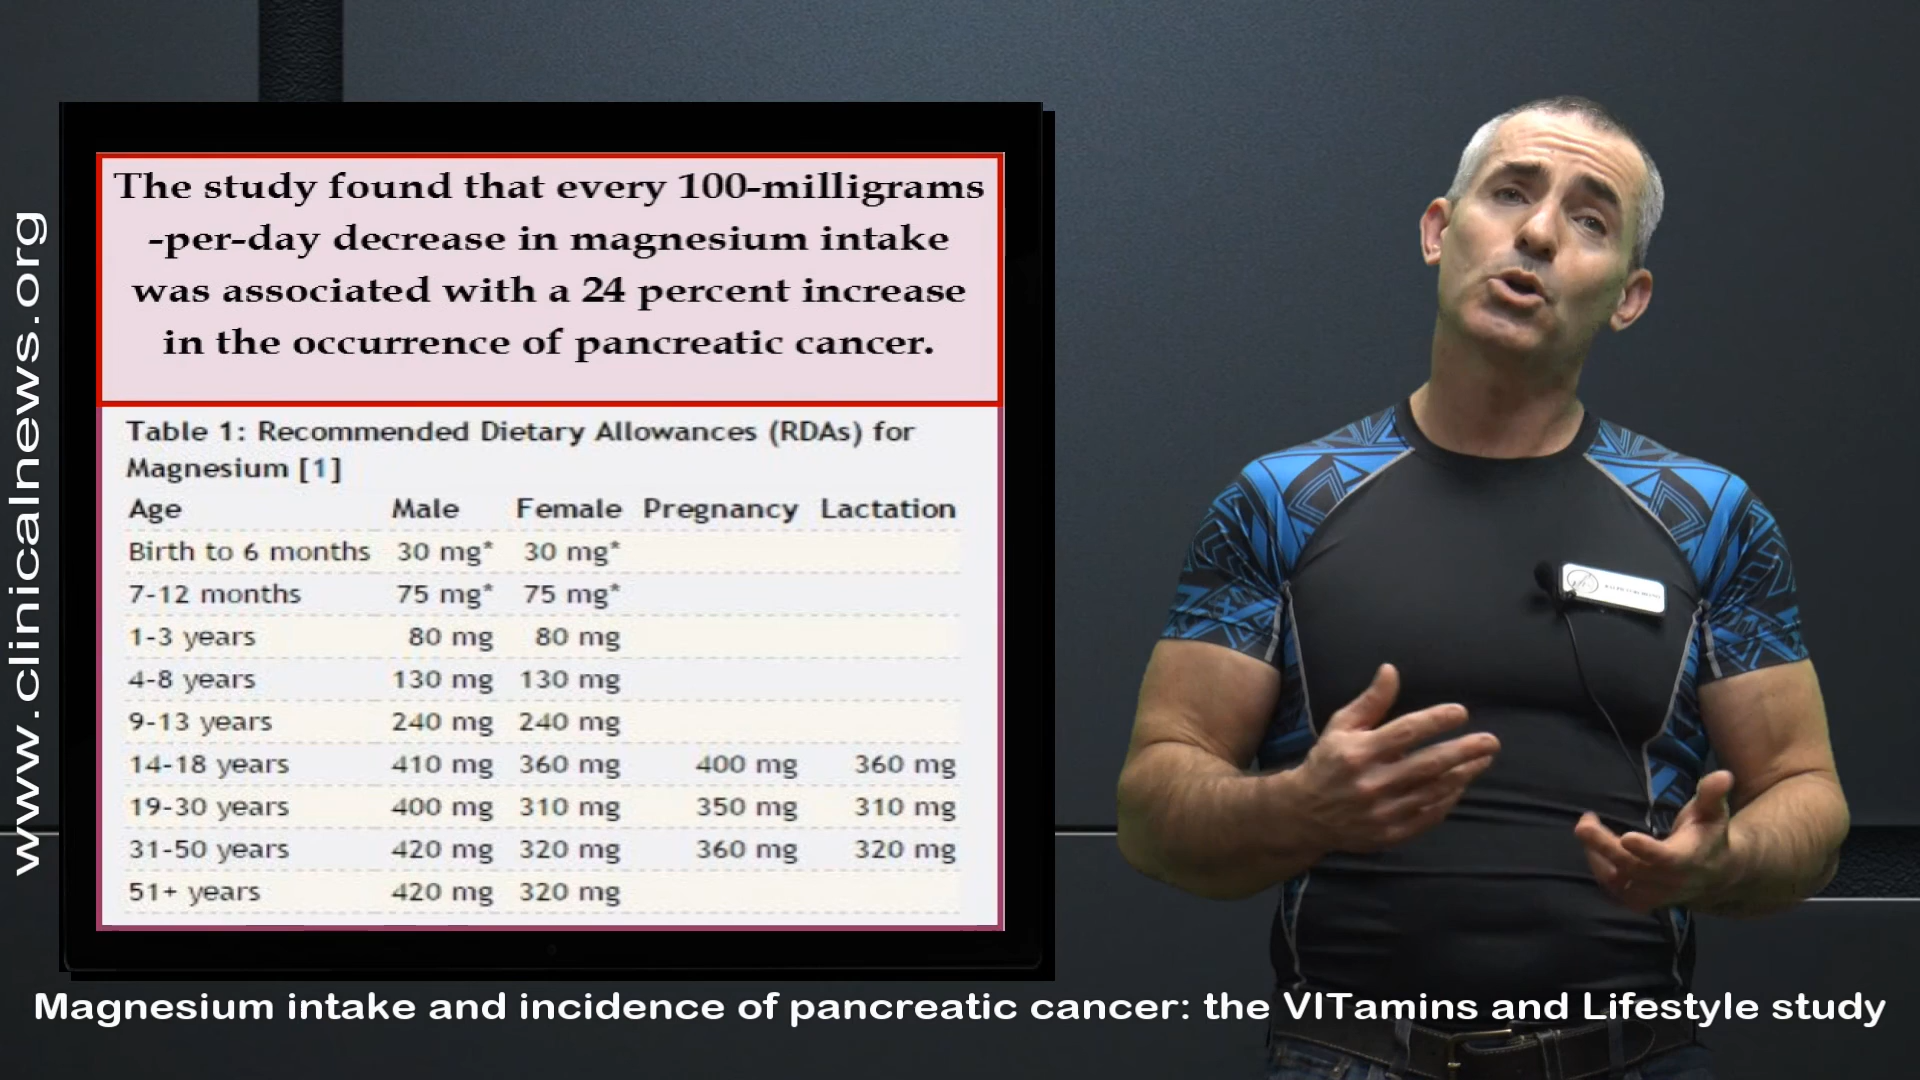 www.clinicalnews.org
The study found that every 100-milligrams
-per-day decrease in magnesium intake
was associated with a 24 percent increase
in the occurrence of pancreatic cancer.
Table 1: Recommended Dietary Allowances (RDAs) for
Magnesium [1]
Age Male Female Pregnancy Lactation
Birth to 6 months 30 mg* 30 mg*
7-12 months 75 mg* 75 mg*
1-3 years 80 mg 80 mg
4-8 years 130 mg 130 mg
9-13 years 240 mg 240 mg
14-18 years 410 mg 360 mg 400 mg 360 mg
19-30 years 400 mg 310 mg 350 mg 310 mg
31-50 years 420 mg 320 mg 360 mg 320 mg
51+ years 420 mg 320 mg
Magnesium intake and incidence of pancreatic cancer: the VITamins and Lifestyle study